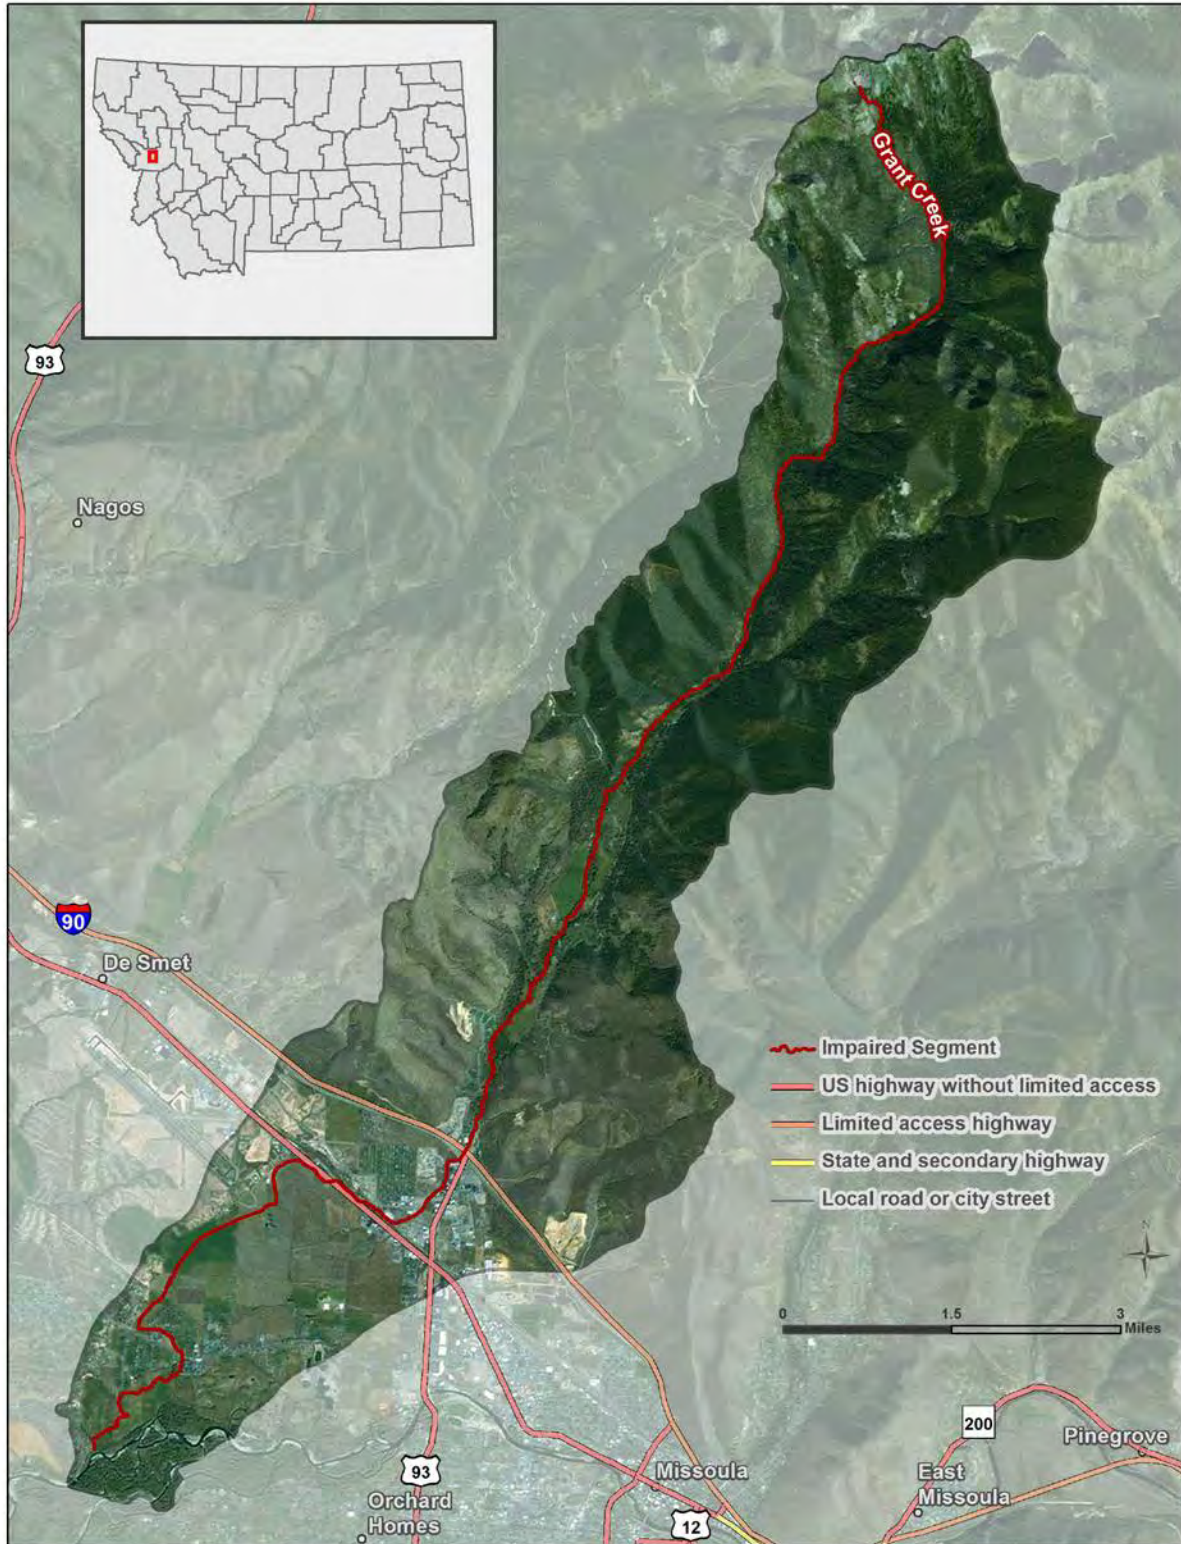 Grant Creek
93
Nagos
90
De Smet
Impaired Segment
US highway without limited access
Limited access highway
State and secondary highway
Local road or city street
N
0 1.5 3
Miles
200
Pinegrove
93
Missoula
East
Missoula
Orchard
Homes
12